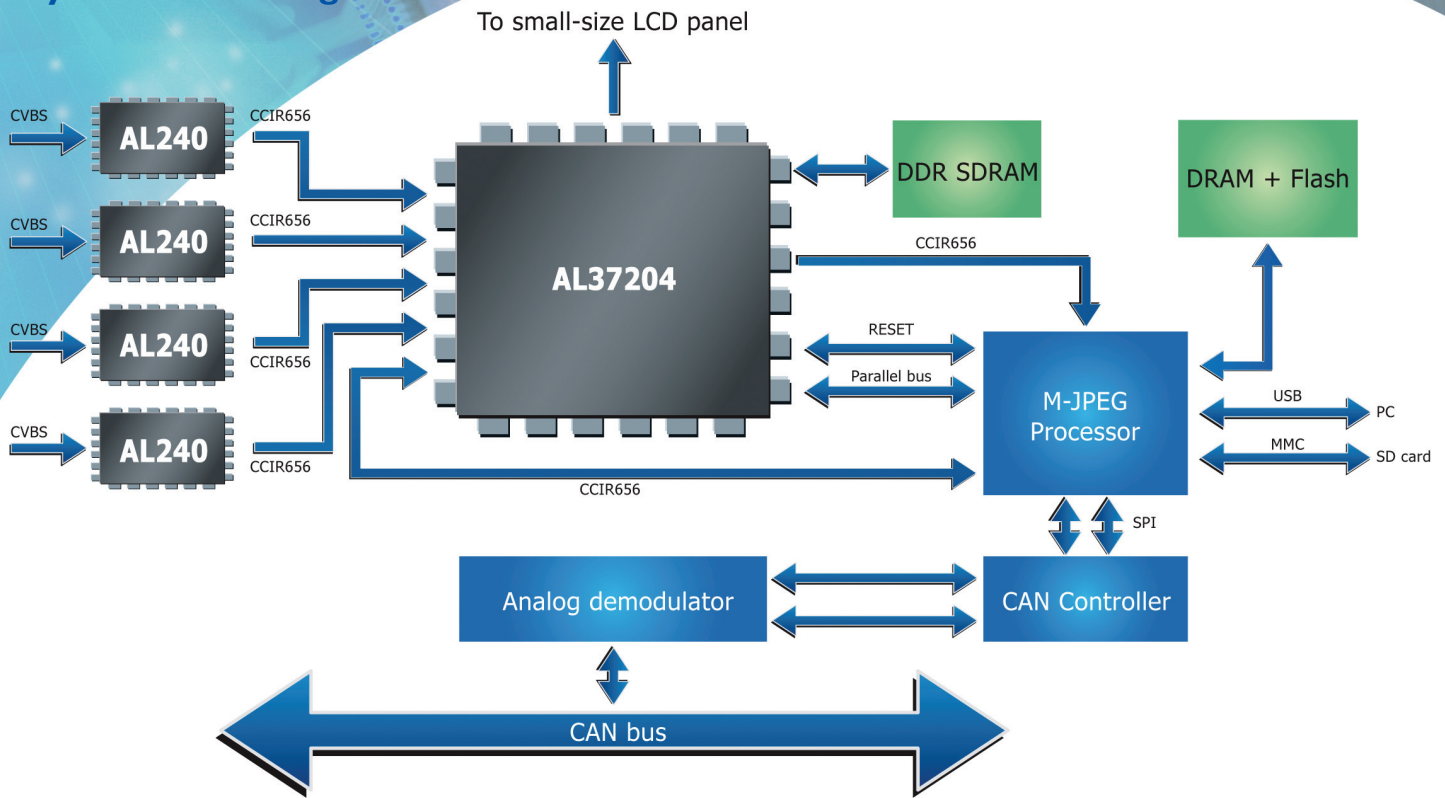 To small-size LCD panel
CVBS
AL240
CCIR656
CVBS
AL240
CCIR656
CVBS
AL240
CCIR656
CVBS
AL240
CCIR656
AL37204
DDR SDRAM
DRAM + Flash
CCIR656
RESET
Parallel bus
M-JPEG
Processor
USB
PC
MMC
SD card
CCIR656
SPI
Analog demodulator
CAN Controller
CAN bus